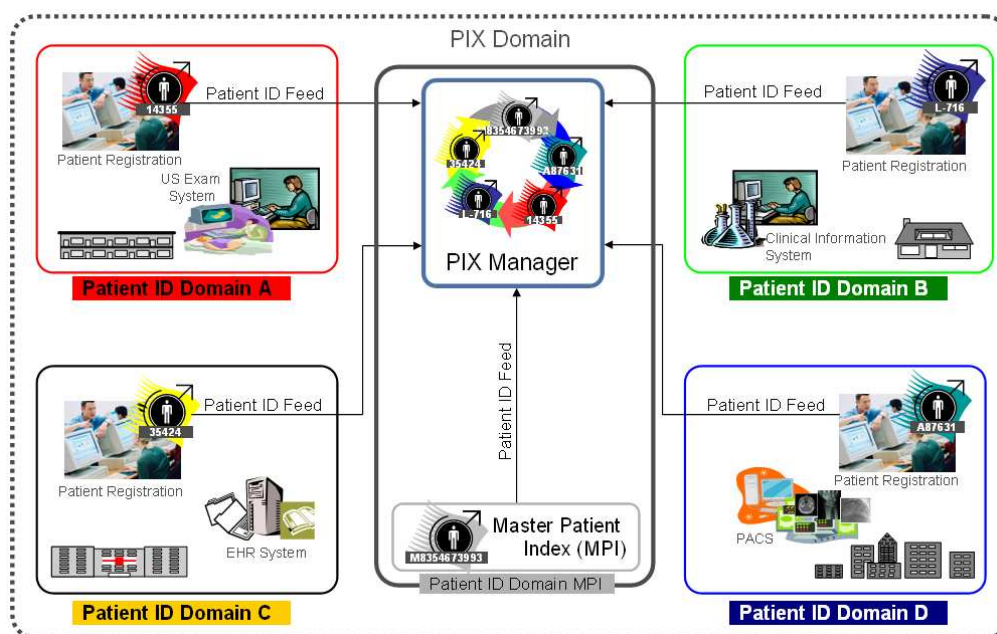 PIX Domain
Patient ID Feed
14355
Patient Registration
US Exam
System
Patient ID Domain A
8354673993
35424
A87631
L-716
14355
PIX Manager
Patient ID Feed
L-716
Patient Registration
Clinical Information
System
Patient ID Domain B
Patient ID Feed
35424
Patient Registration
EHR System
Patient ID Domain C
Patient ID Feed
M8354673993
Master Patient
Index (MPI)
Patient ID Domain MPI
Patient ID Feed
A87631
Patient Registration
PACS
Patient ID Domain D